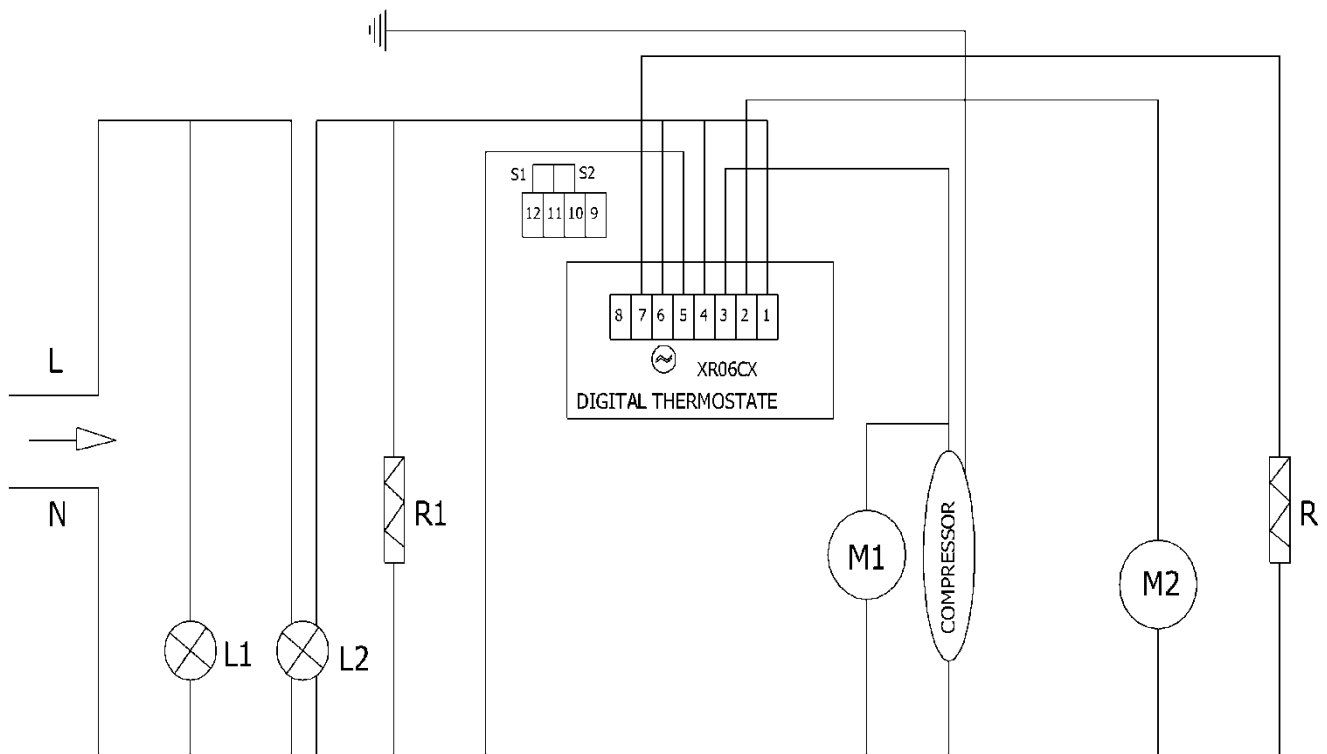 S1
S2
12 11 10 9
8 7 6 5 4 3 2 1
XR06CX
DIGITAL THERMOSTATE
L
N
R1
M1
COMPRESSOR
M2
R
L1
L2